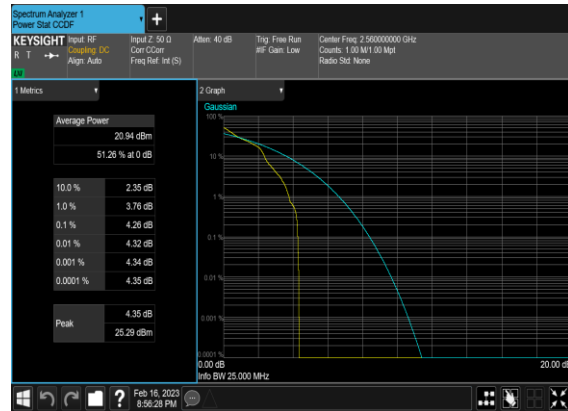 Spectrum Analyzer 1
Power Stat CCDF
KEYSIGHT
R T
LW
Input: RF
Coupling: DC
Align: Auto
Input Z: 50 Ω
Corr CCorr
Freq Ref: Int (S)
Atten: 40 dB
Trig: Free Run
#IF Gain: Low
Center Freq: 2.560000000 GHz
Counts: 1.00 M/1.00 Mpt
Radio Std: None
1 Metrics
Average Power
20.94 dBm
51.26 % at 0 dB
10.0 % 2.35 dB
1.0 % 3.76 dB
0.1 % 4.26 dB
0.01 % 4.32 dB
0.001 % 4.34 dB
0.0001 % 4.35 dB
Peak 4.35 dB
25.29 dBm
2 Graph
Gaussian
100 %
10 %
1 %
0.1 %
0.01 %
0.001 %
0.0001 %
0.00 dB
20.00 dB
Info BW 25.000 MHz
Feb 16, 2023
8:56:28 PM